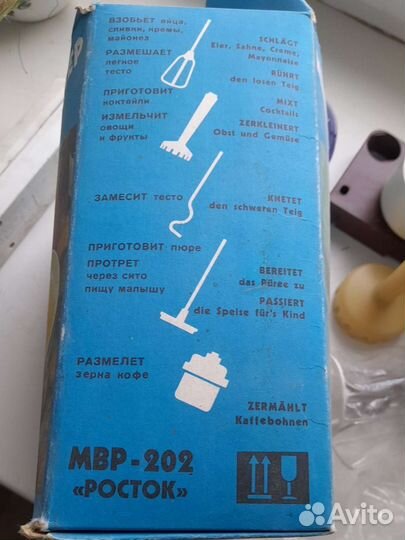 ВЗОБЬЕТ яйца,
сливки, кремы,
майонез
РАЗМЕШАЕТ
легкое
тесто
ПРИГОТОВИТ
коктейли
ИЗМЕЛЬЧИТ
овощи
и фрукты
ЗАМЕСИТ тесто
ПРИГОТОВИТ пюре
ПРОТРЕТ
через сито
пищу малышу
РАЗМЕЛЕТ
зерна кофе
SCHLÄGT
Eier, Sahne, Creme,
Mayonnaise
RÜHRT
den losen Teig
MIXT
Cocktails
ZERKLEINERT
Obst und Gemüse
KNETET
den schweren Teig
BEREITET
das Püree zu
PASSIERT
die Speise für's Kind
ZERMÄHLT
Kaffebohnen
МВР-202
«РОСТОК»
Avito